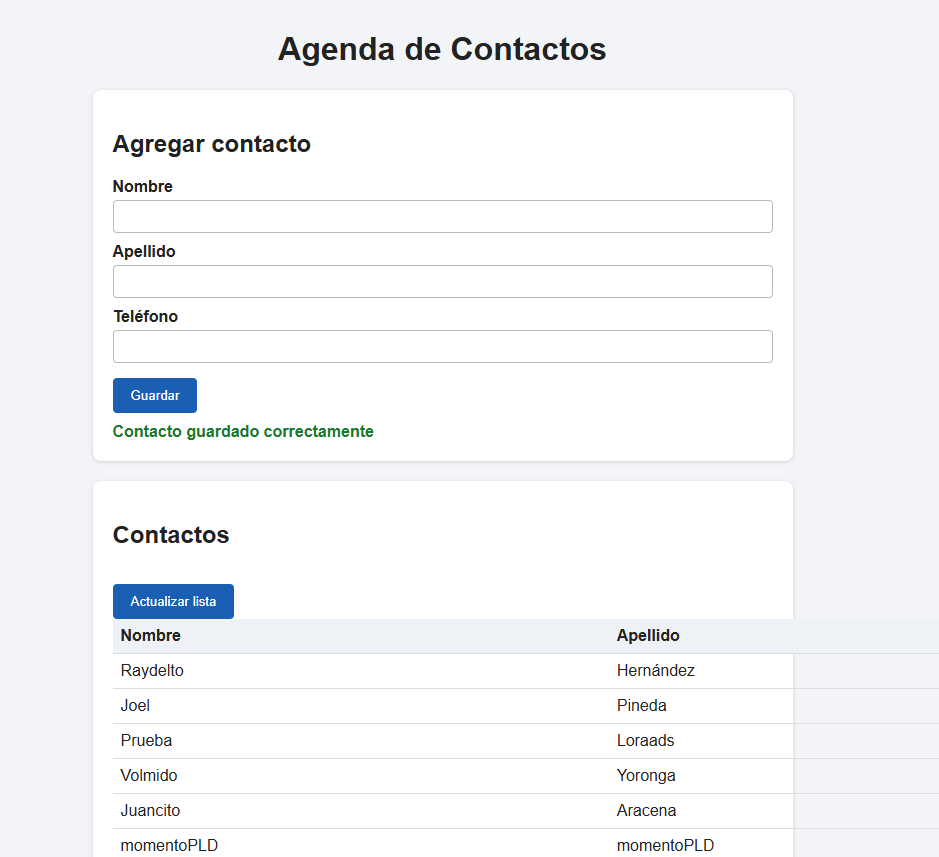 Agenda de Contactos
Agregar contacto
Nombre
Apellido
Teléfono
Guardar
Contacto guardado correctamente
Contactos
Actualizar lista
Nombre Apellido
Raydelto Hernández
Joel Pineda
Prueba Loraads
Volmido Yoronga
Juancito Aracena
momentoPLD momentoPLD